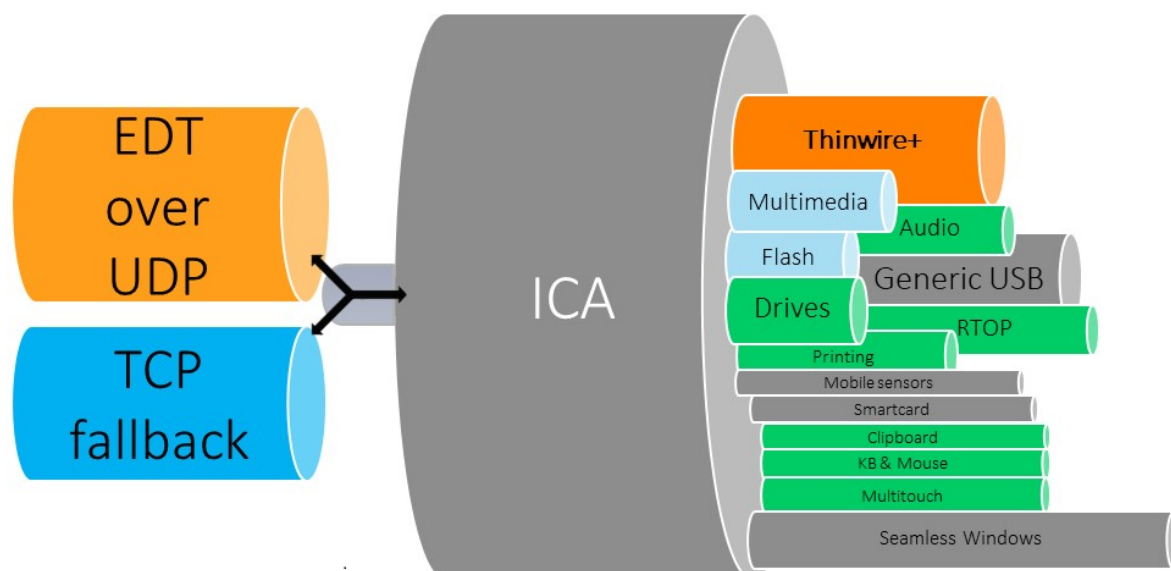 EDT
over
UDP
TCP
fallback
ICA
Thinwire+
Multimedia
Audio
Flash
Generic USB
Drives
RTOP
Printing
Mobile sensors
Smartcard
Clipboard
KB & Mouse
Multitouch
Seamless Windows